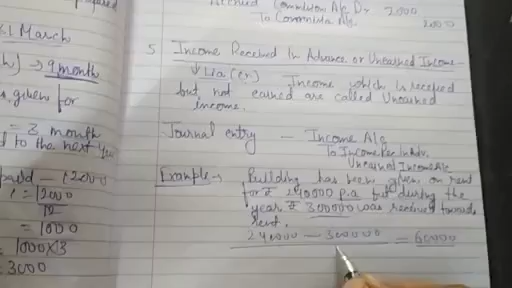 Accrued Commission A/c Dr 2000
To Commission A/c. 2000
31 March
→ 9 month
given for
= 3 month
to the next
12000
= 12000
12
= 1000
= 1000 x 3
= 3000
5 Income Received In Advance or Unearned Income-
↓ Lia (Cr) Income which is received
but not earned are called Unearned
income.
Journal entry - Income A/c
To Income Rec In Adv.
Unearned Income A/c
Example → Building has been given on rent
for ₹ 240000 p.a but during the
year ₹ 300000 was received towards
rent.
240000 - 300000 = 60000